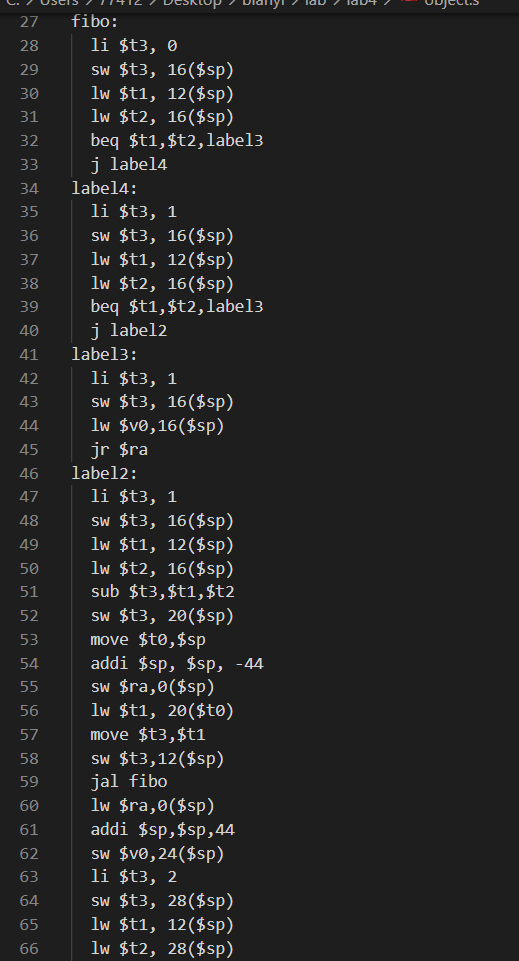 C: > Users > 77412 > Desktop > bianyi > lab > lab4 > object.s
27 fibo:
28 li $t3, 0
29 sw $t3, 16($sp)
30 lw $t1, 12($sp)
31 lw $t2, 16($sp)
32 beq $t1,$t2,label3
33 j label4
34 label4:
35 li $t3, 1
36 sw $t3, 16($sp)
37 lw $t1, 12($sp)
38 lw $t2, 16($sp)
39 beq $t1,$t2,label3
40 j label2
41 label3:
42 li $t3, 1
43 sw $t3, 16($sp)
44 lw $v0,16($sp)
45 jr $ra
46 label2:
47 li $t3, 1
48 sw $t3, 16($sp)
49 lw $t1, 12($sp)
50 lw $t2, 16($sp)
51 sub $t3,$t1,$t2
52 sw $t3, 20($sp)
53 move $t0,$sp
54 addi $sp, $sp, -44
55 sw $ra,0($sp)
56 lw $t1, 20($t0)
57 move $t3,$t1
58 sw $t3,12($sp)
59 jal fibo
60 lw $ra,0($sp)
61 addi $sp,$sp,44
62 sw $v0,24($sp)
63 li $t3, 2
64 sw $t3, 28($sp)
65 lw $t1, 12($sp)
66 lw $t2, 28($sp)